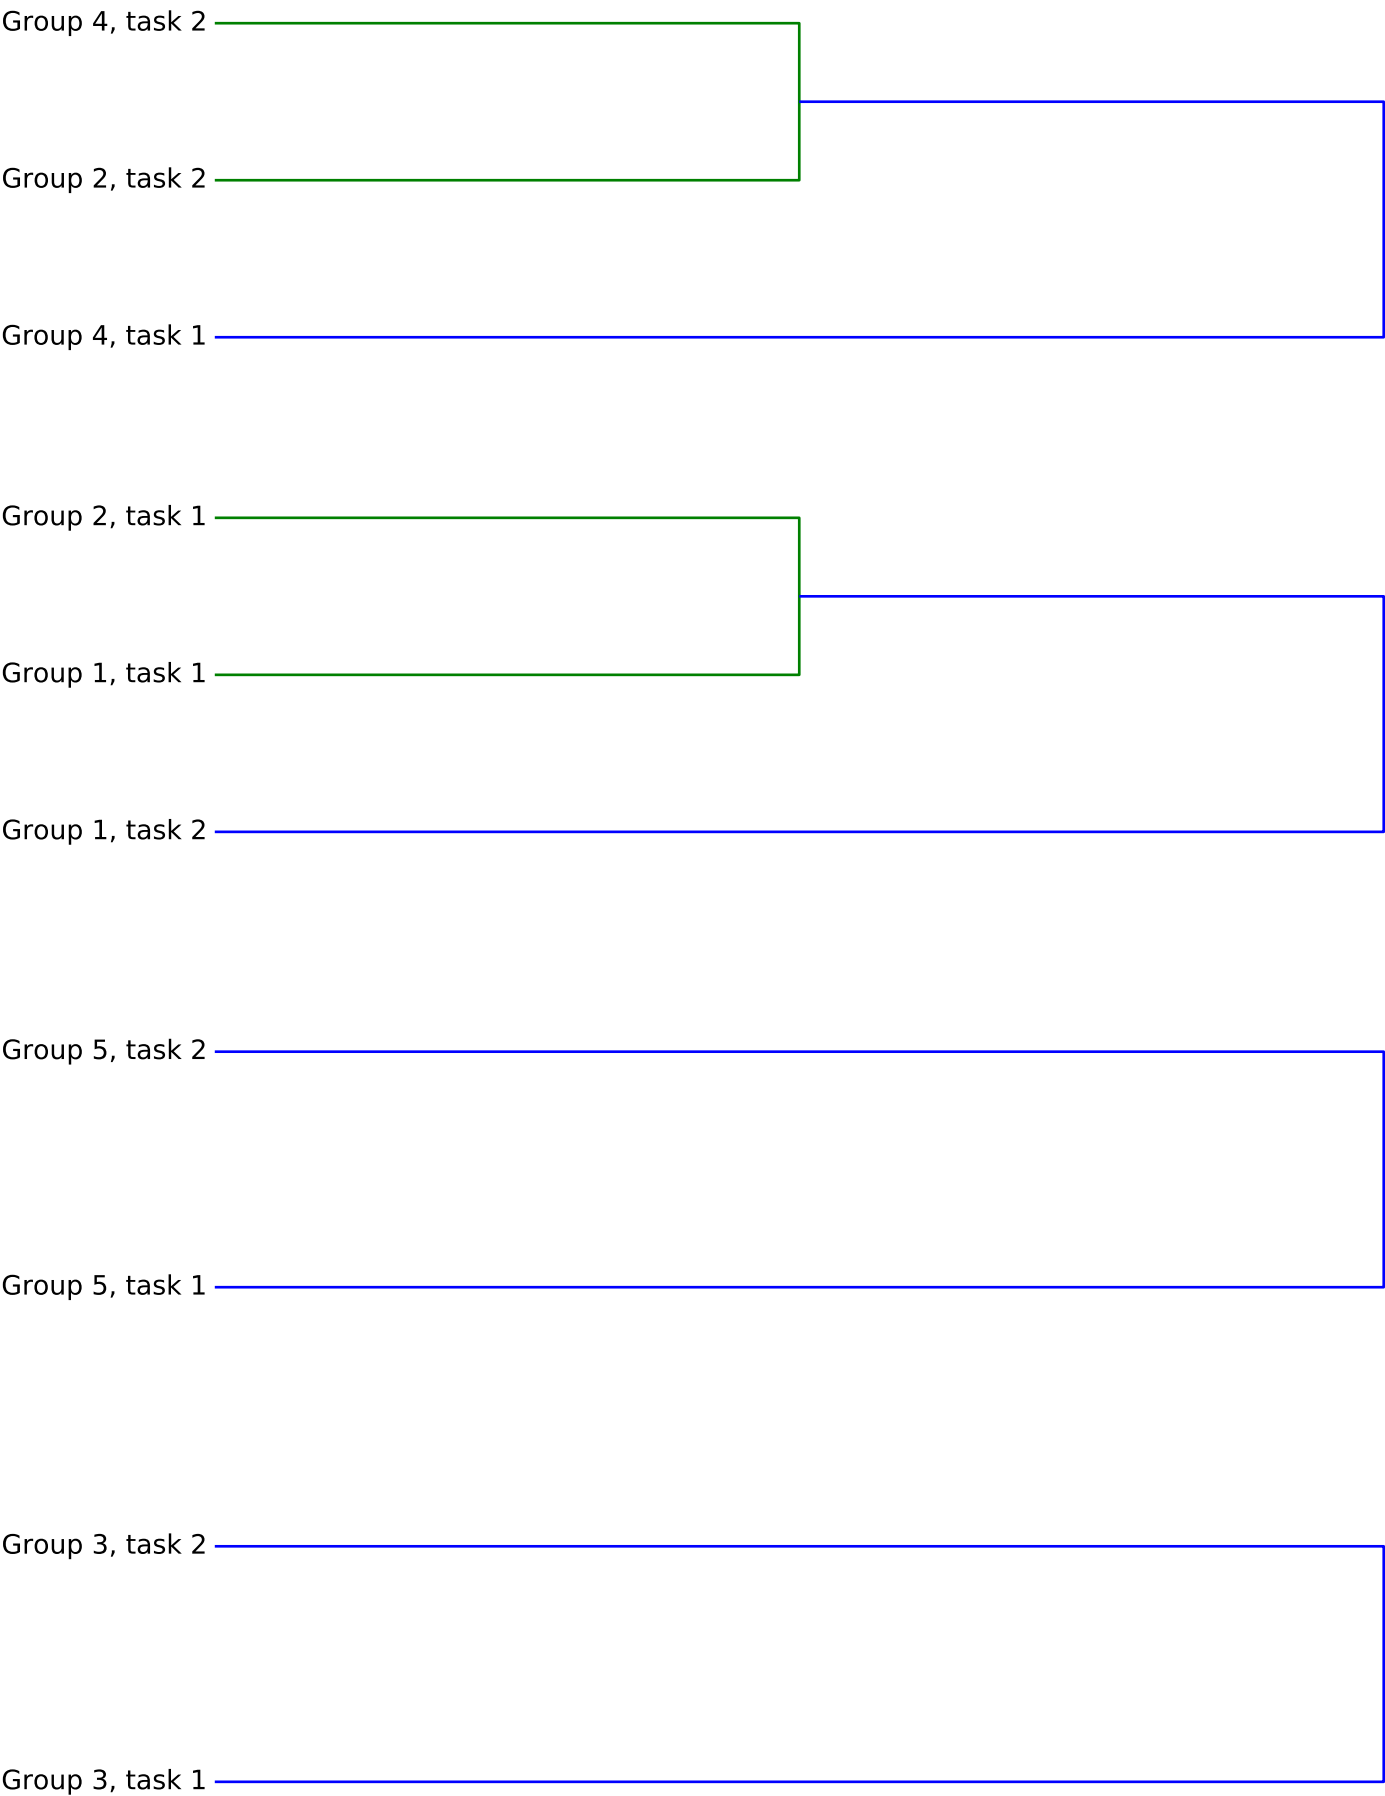 Group 4, task 2
Group 2, task 2
Group 4, task 1
Group 2, task 1
Group 1, task 1
Group 1, task 2
Group 5, task 2
Group 5, task 1
Group 3, task 2
Group 3, task 1